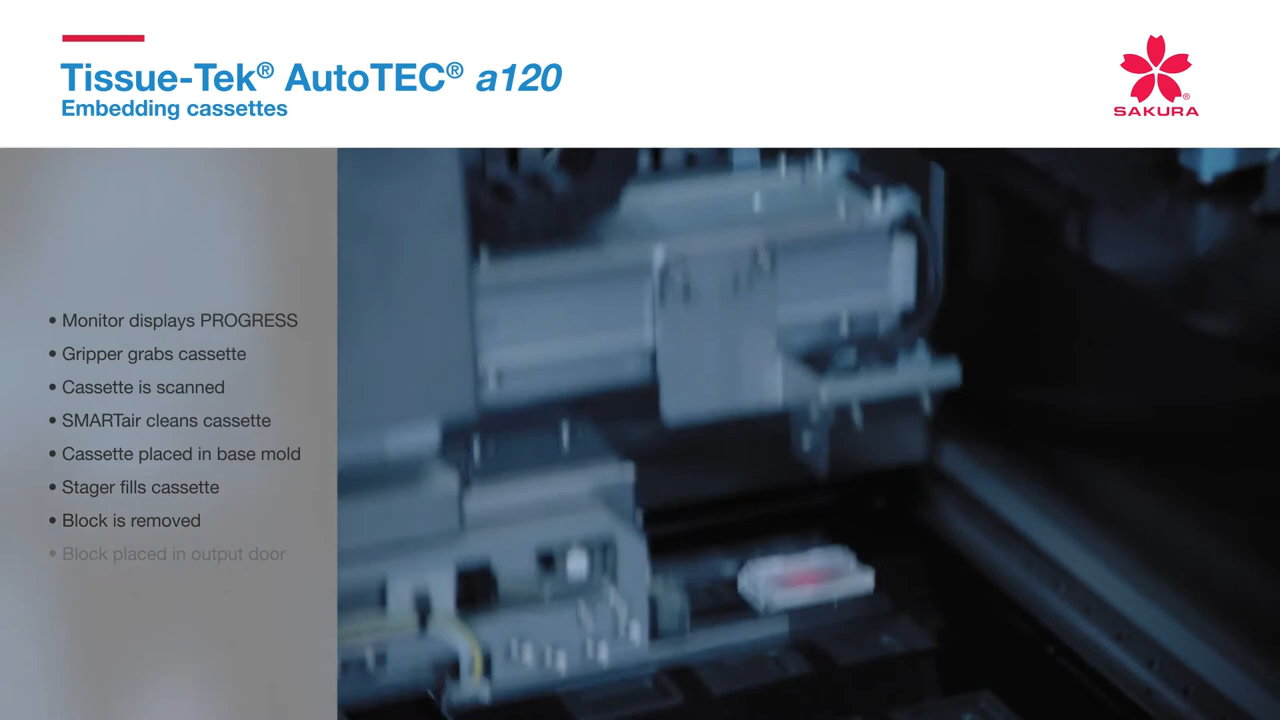 Tissue-Tek® AutoTEC® a120
Embedding cassettes
SAKURA®
• Monitor displays PROGRESS
• Gripper grabs cassette
• Cassette is scanned
• SMARTair cleans cassette
• Cassette placed in base mold
• Stager fills cassette
• Block is removed
• Block placed in output door